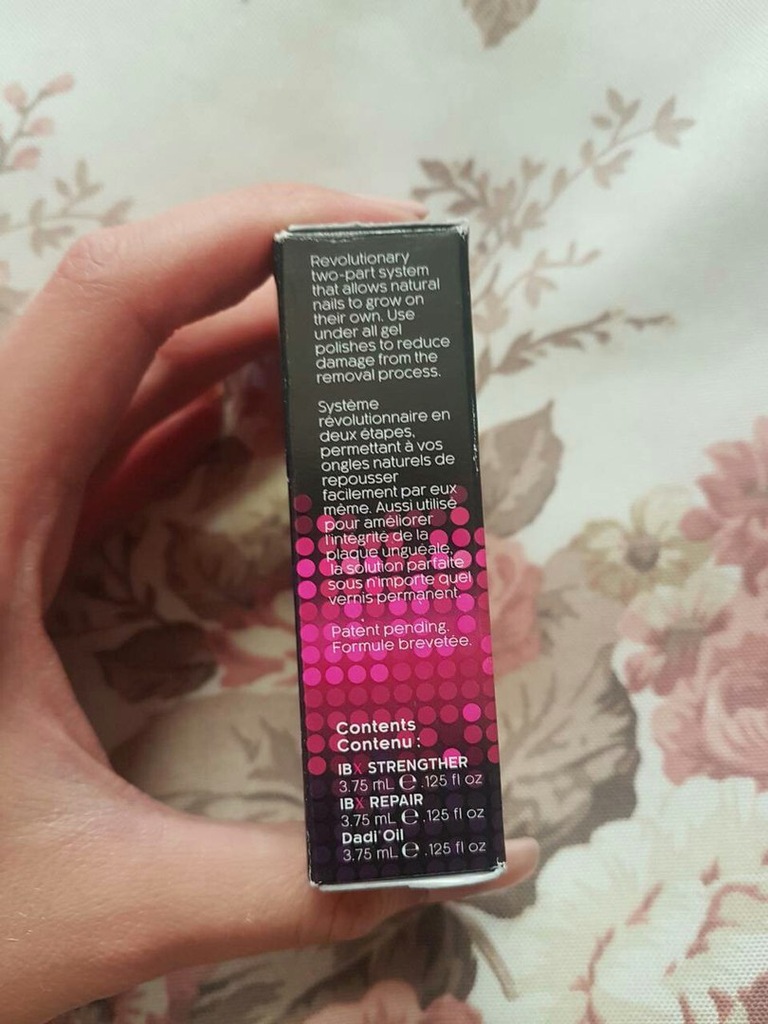 Revolutionary
two-part system
that allows natural
nails to grow on
their own. Use
under all gel
polishes to reduce
damage from the
removal process.
Système
révolutionnaire en
deux étapes,
permettant à vos
ongles naturels de
repousser
facilement par eux
même. Aussi utilisé
pour améliorer
l'intégrité de la
plaque unguéale,
la solution parfaite
sous n'importe quel
vernis permanent.
Patent pending.
Formule brevetée.
Contents
Contenu :
IBX STRENGTHER
3.75 mL e .125 fl oz
IBX REPAIR
3.75 mL e .125 fl oz
Dadi' Oil
3.75 mL e .125 fl oz